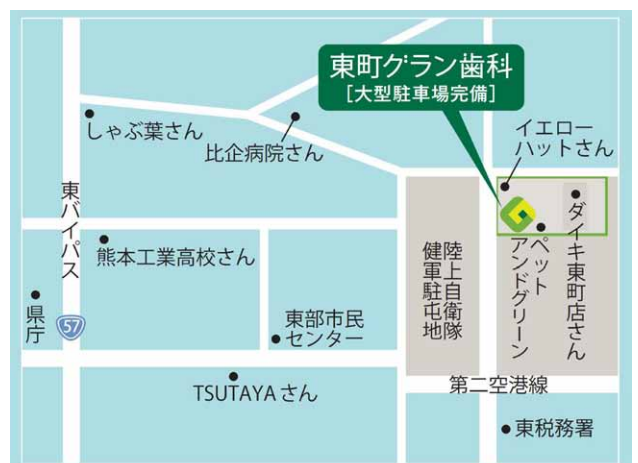 東町グラン歯科
[大型駐車場完備]
しゃぶ葉さん
比企病院さん
イエロー
ハットさん
東バイパス
熊本工業高校さん
県庁
57
東部市民
センター
TSUTAYAさん
陸上自衛隊
健軍駐屯地
ペット
アンドグリーン
ダイキ東町店さん
第二空港線
東税務署